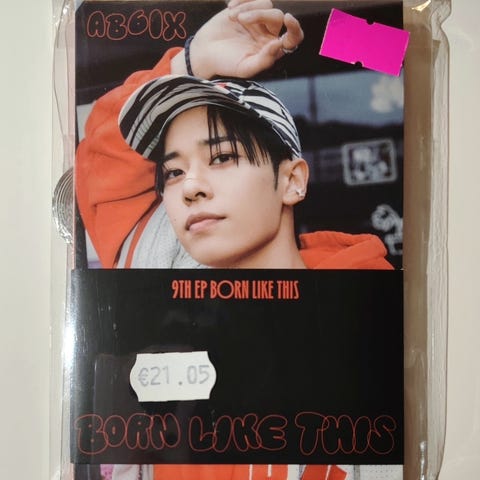 AB6IX
9TH EP BORN LIKE THIS
€21.05
BORN LIKE THIS